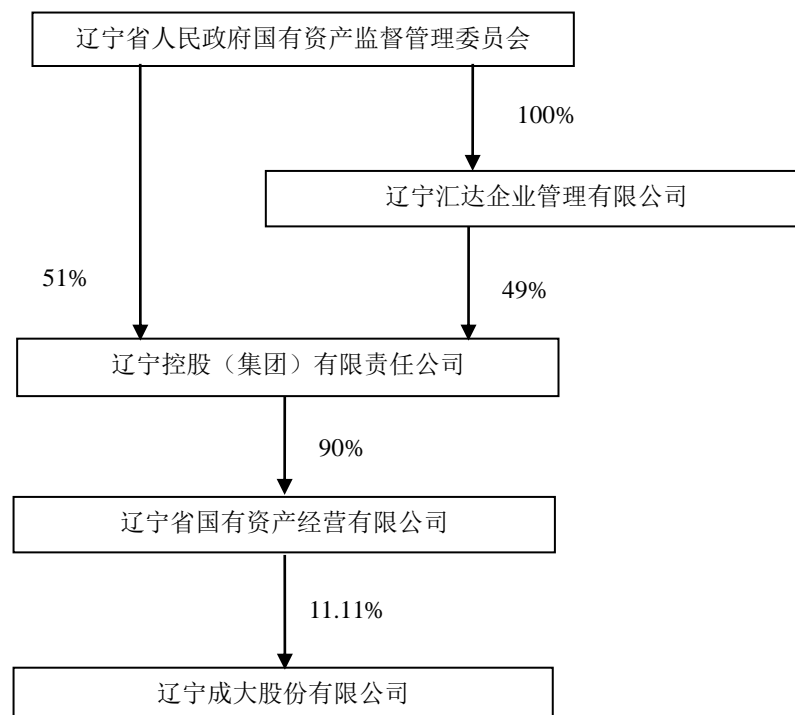 辽宁省人民政府国有资产监督管理委员会
100%
辽宁汇达企业管理有限公司
51%
49%
辽宁控股（集团）有限责任公司
90%
辽宁省国有资产经营有限公司
11.11%
辽宁成大股份有限公司